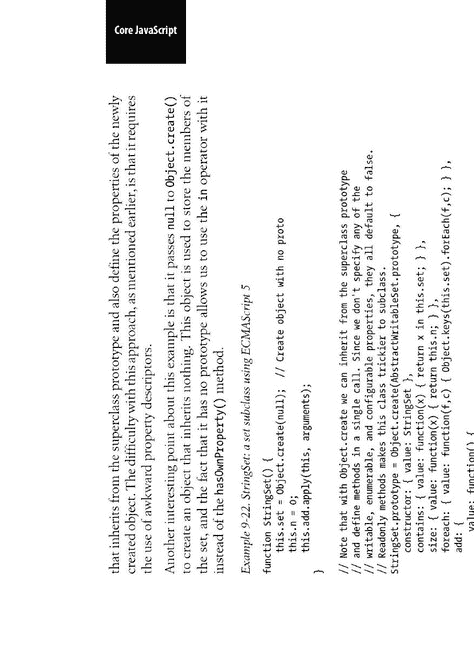 Core JavaScript
that inherits from the superclass prototype and also define the properties of the newly
created object. The difficulty with this approach, as mentioned earlier, is that it requires
the use of awkward property descriptors.
Another interesting point about this example is that it passes null to Object.create()
to create an object that inherits nothing. This object is used to store the members of
the set, and the fact that it has no prototype allows us to use the in operator with it
instead of the hasOwnProperty() method.
Example 9-22. StringSet: a set subclass using ECMAScript 5
function StringSet() {
this.set = Object.create(null); // Create object with no proto
this.n = 0;
this.add.apply(this, arguments);
}
// Note that with Object.create we can inherit from the superclass prototype
// and define methods in a single call. Since we don't specify any of the
// writable, enumerable, and configurable properties, they all default to false.
// Readonly methods makes this class trickier to subclass.
StringSet.prototype = Object.create(AbstractWritableSet.prototype, {
constructor: { value: StringSet },
contains: { value: function(x) { return x in this.set; } },
size: { value: function(x) { return this.n; } },
foreach: { value: function(f,c) { Object.keys(this.set).forEach(f,c); } },
add: {
value: function() {